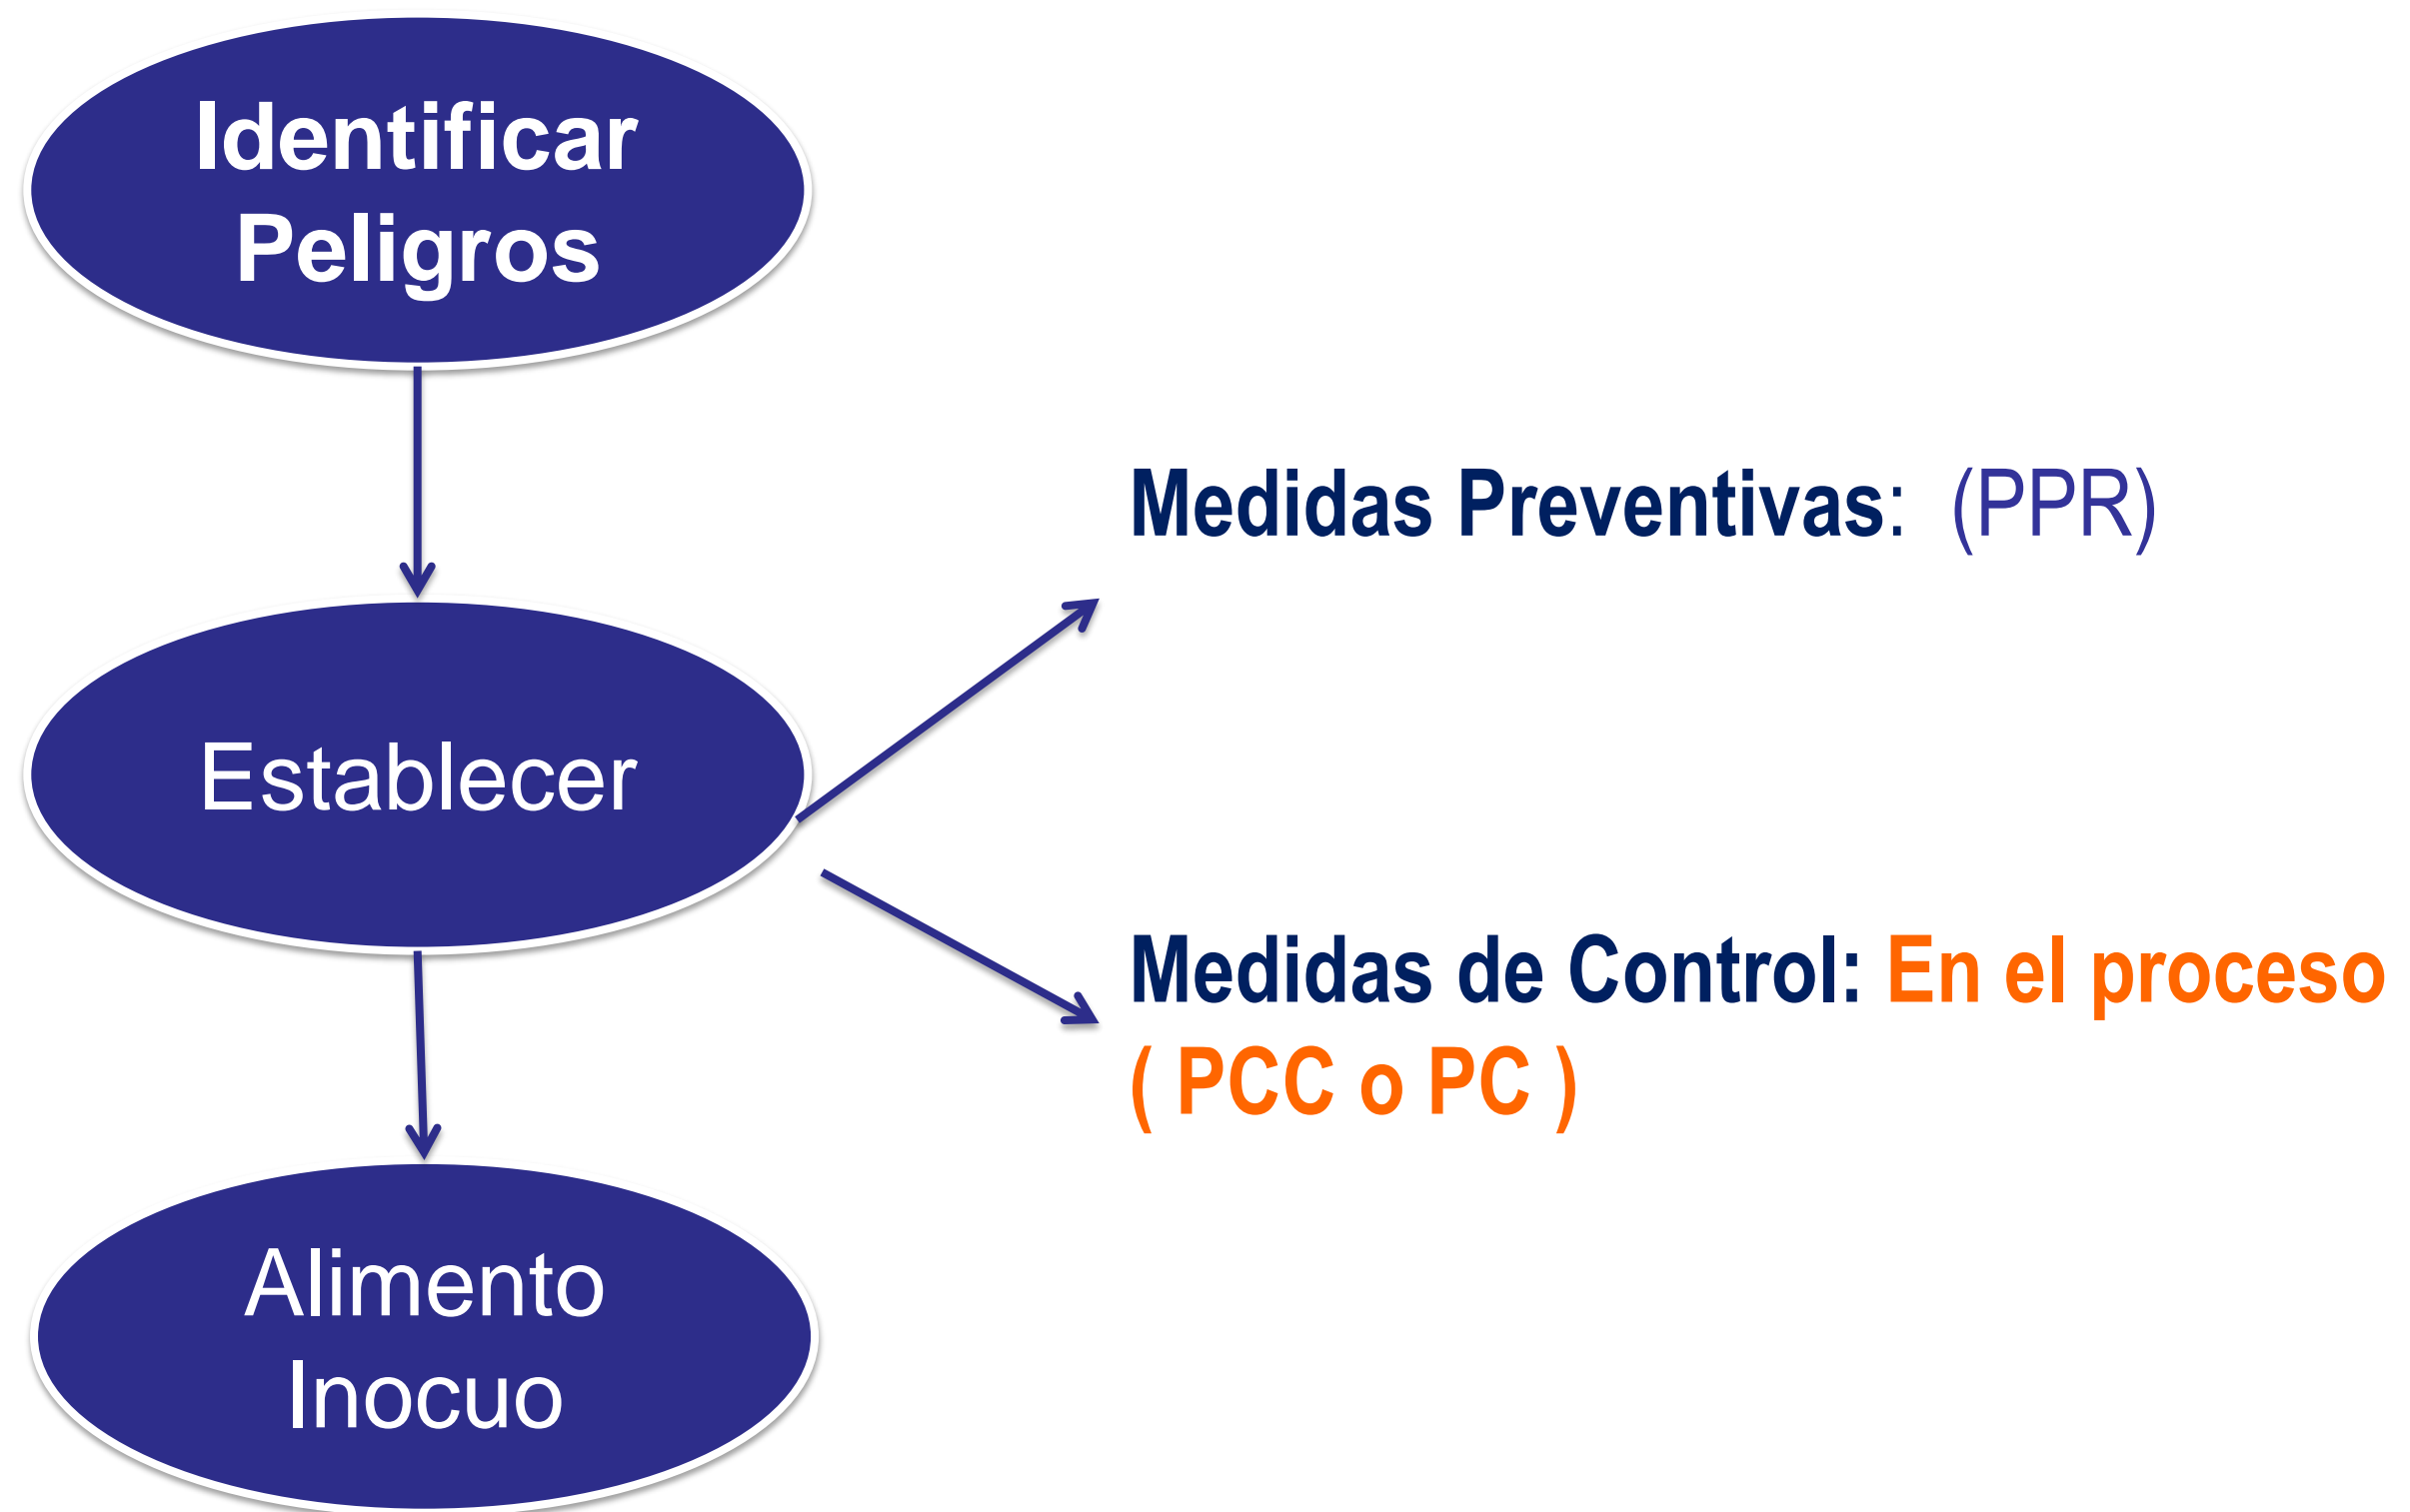 Identificar
Peligros
Medidas Preventivas: (PPR)
Establecer
Medidas de Control: En el proceso
( PCC o PC )
Alimento
Inocuo